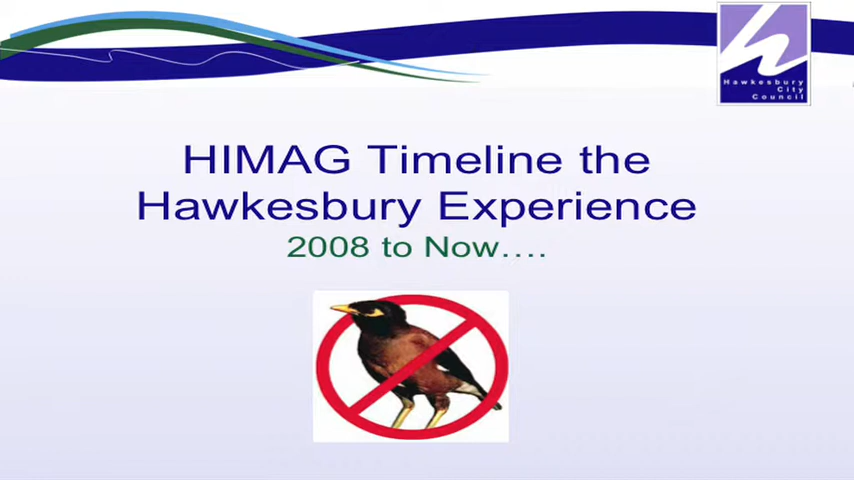 Hawkesbury
City
Council
HIMAG Timeline the
Hawkesbury Experience
2008 to Now....